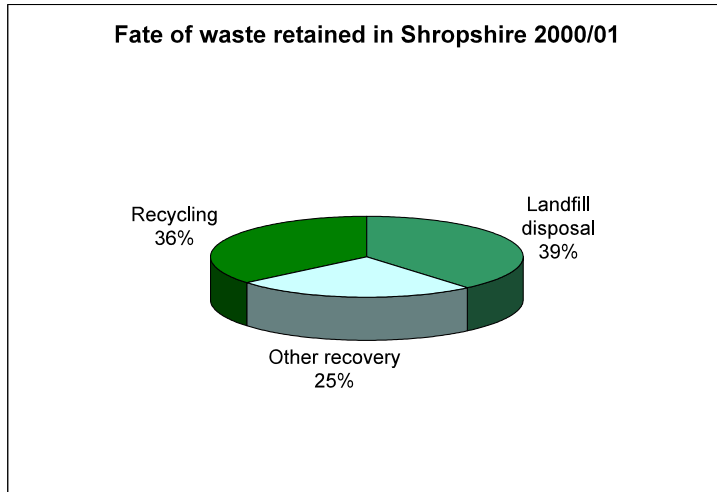 Fate of waste retained in Shropshire 2000/01
Recycling
36%
Landfill
disposal
39%
Other recovery
25%